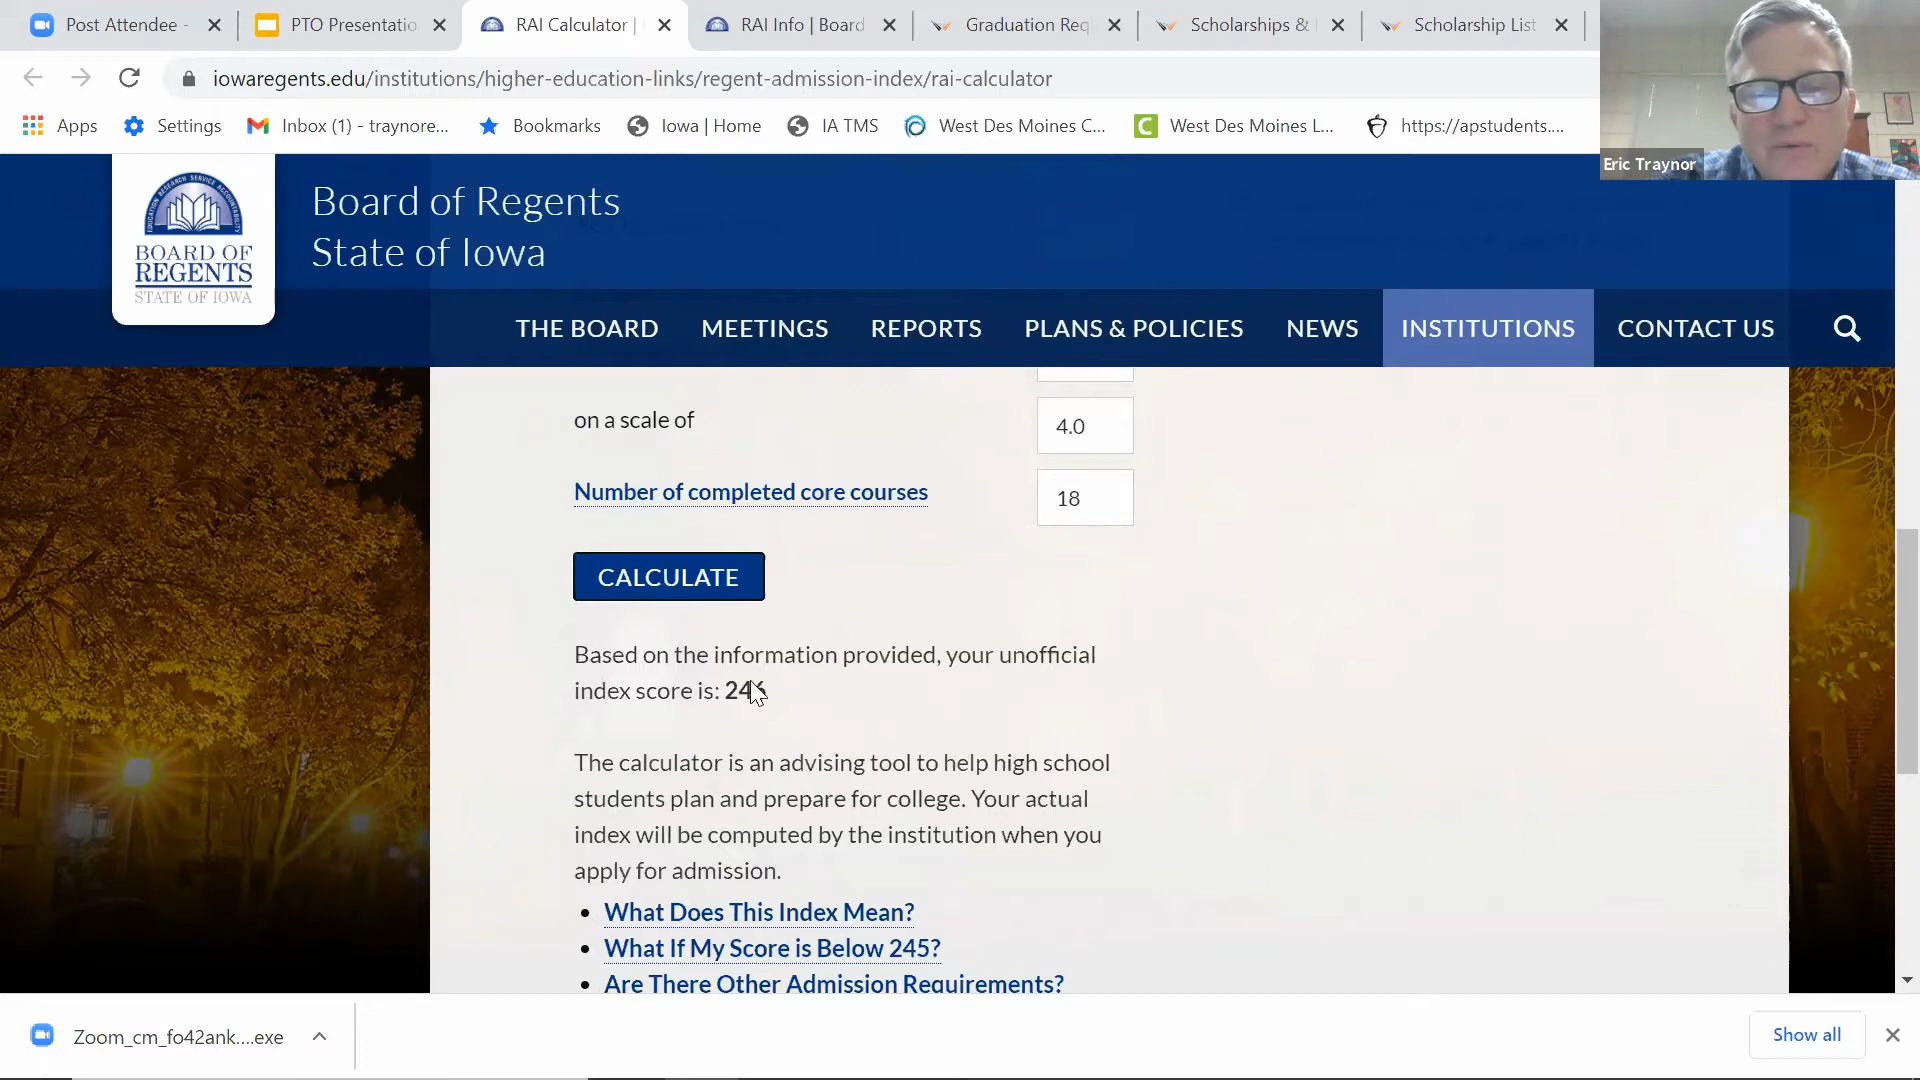 Post Attendee -
PTO Presentatio
RAI Calculator |
RAI Info | Board
Graduation Req
Scholarships &
Scholarship List
iowaregents.edu/institutions/higher-education-links/regent-admission-index/rai-calculator
Apps
Settings
Inbox (1) - traynore...
Bookmarks
Iowa | Home
IA TMS
West Des Moines C...
West Des Moines L...
https://apstudents....
Eric Traynor
EDUCATION RESEARCH SERVICE ACCOUNTABILITY
BOARD OF
REGENTS
STATE OF IOWA
Board of Regents
State of Iowa
THE BOARD
MEETINGS
REPORTS
PLANS & POLICIES
NEWS
INSTITUTIONS
CONTACT US
on a scale of
4.0
Number of completed core courses
18
CALCULATE
Based on the information provided, your unofficial
index score is: 246
The calculator is an advising tool to help high school
students plan and prepare for college. Your actual
index will be computed by the institution when you
apply for admission.
• What Does This Index Mean?
• What If My Score is Below 245?
• Are There Other Admission Requirements?
Zoom_cm_fo42ank....exe
Show all